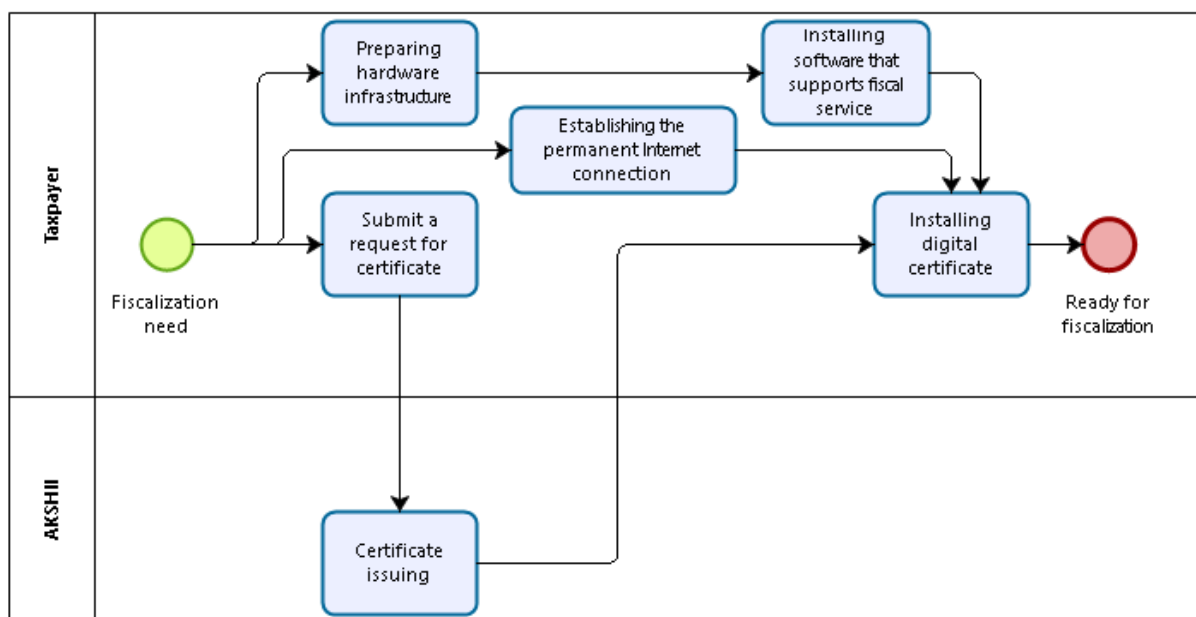 Taxpayer
Preparing
hardware
infrastructure
Installing
software that
supports fiscal
service
Establishing the
permanent Internet
connection
Submit a
request for
certificate
Installing
digital
certificate
Fiscalization
need
Ready for
fiscalization
AKSHII
Certificate
issuing